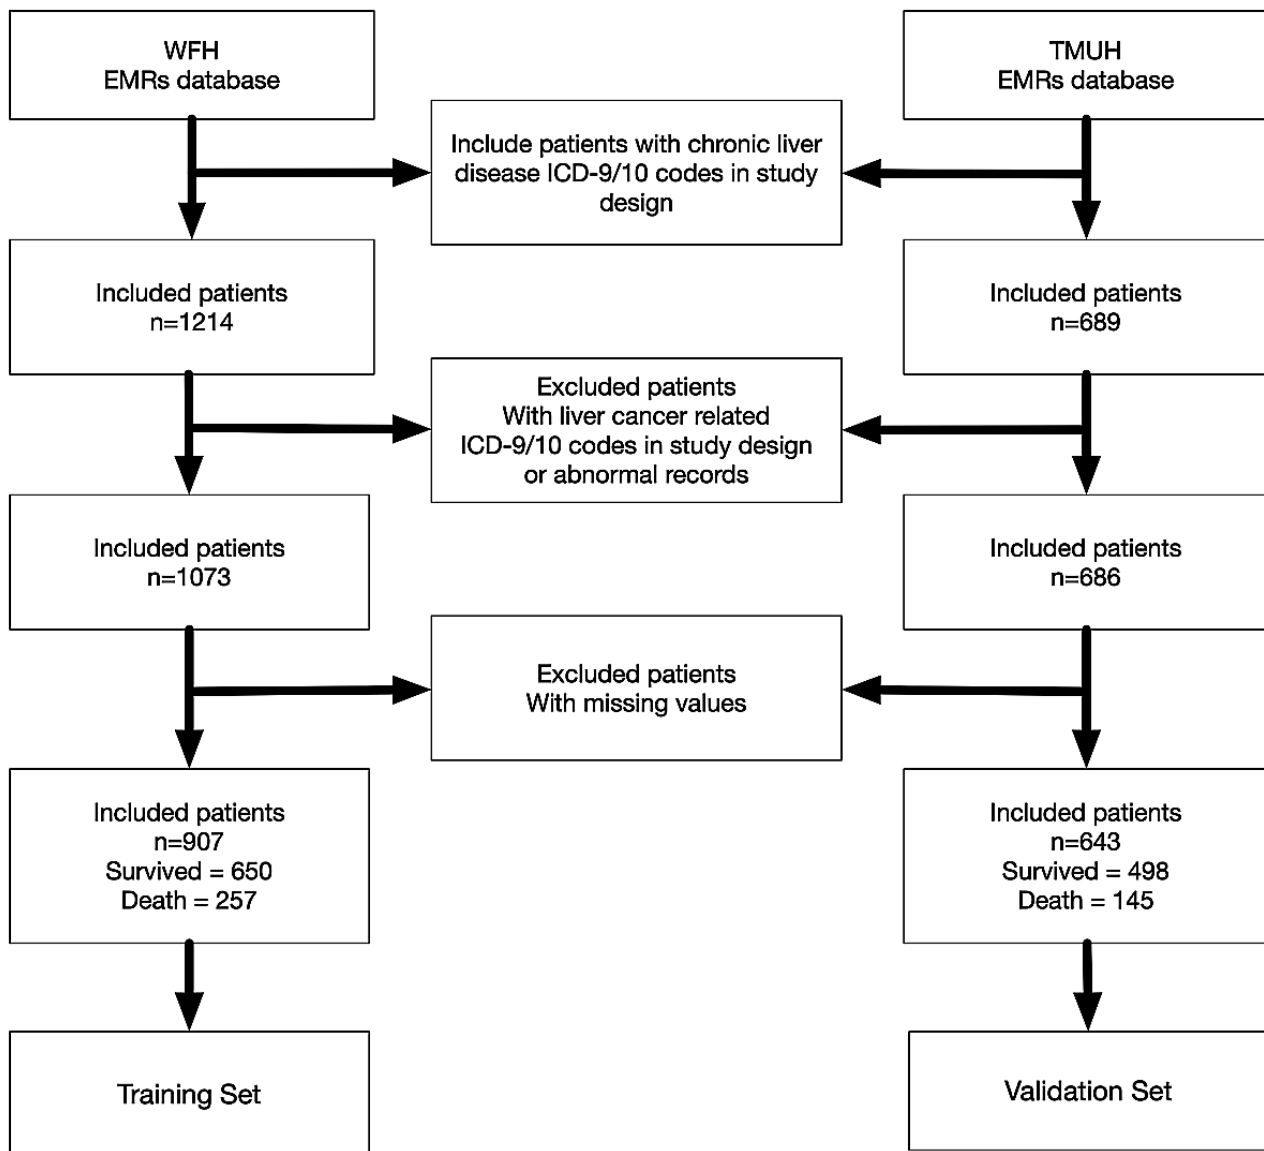 WFH
EMRs database
TMUH
EMRs database
Include patients with chronic liver
disease ICD-9/10 codes in study
design
Included patients
n=1214
Included patients
n=689
Excluded patients
With liver cancer related
ICD-9/10 codes in study design
or abnormal records
Included patients
n=1073
Included patients
n=686
Excluded patients
With missing values
Included patients
n=907
Survived = 650
Death = 257
Included patients
n=643
Survived = 498
Death = 145
Training Set
Validation Set